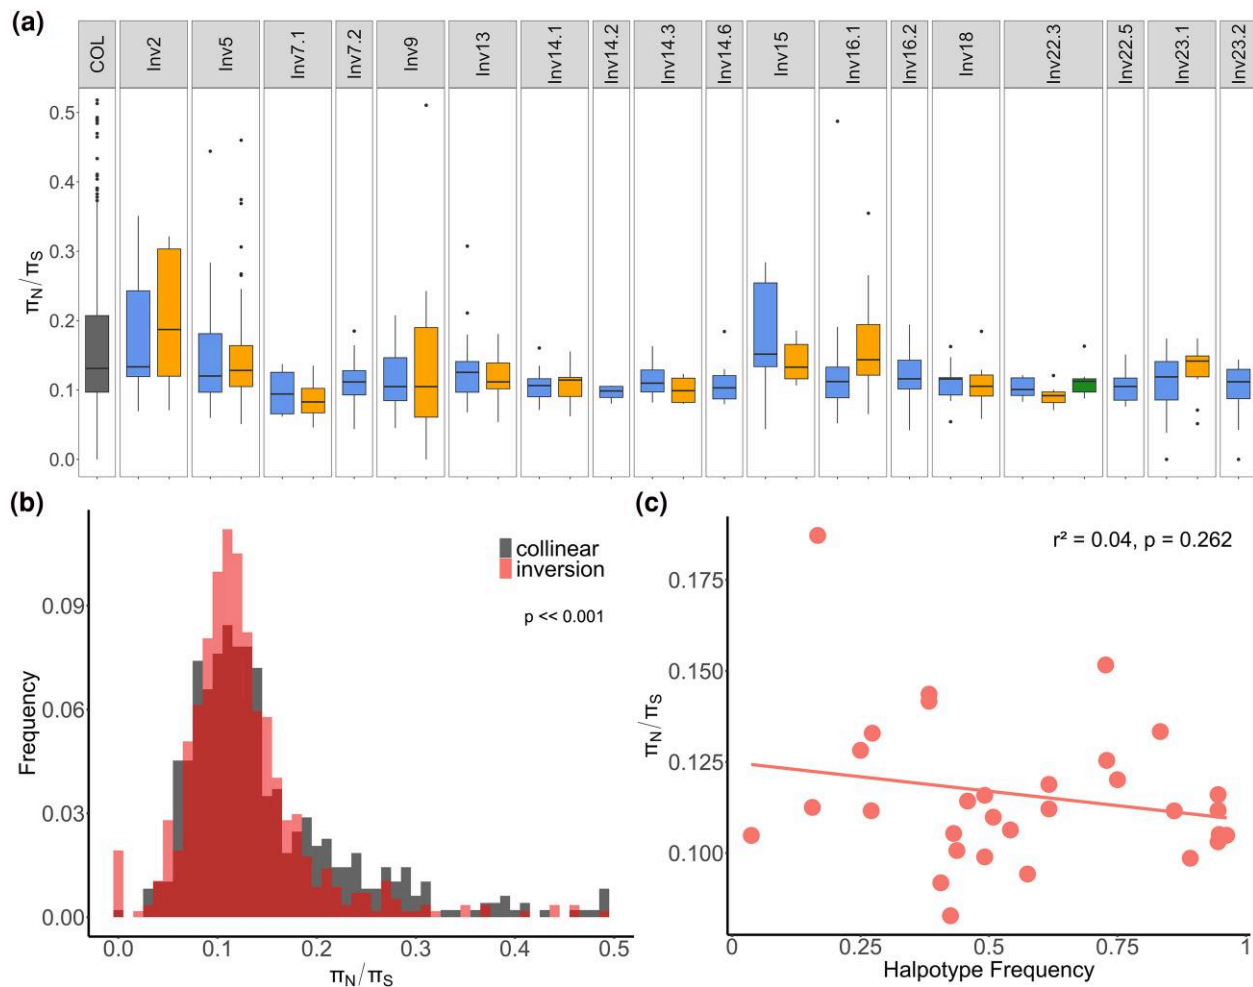 (a)
COL
Inv2
Inv5
Inv7.1
Inv7.2
Inv9
Inv13
Inv14.1
Inv14.2
Inv14.3
Inv14.6
Inv15
Inv16.1
Inv16.2
Inv18
Inv22.3
Inv22.5
Inv23.1
Inv23.2
0.5
0.4
0.3
0.2
0.1
0.0
πN/πS
(b)
collinear
inversion
p << 0.001
0.09
0.06
0.03
0.00
Frequency
0.0 0.1 0.2 0.3 0.4 0.5
πN/πS
(c)
r² = 0.04, p = 0.262
0.175
0.150
0.125
0.100
πN/πS
0 0.25 0.5 0.75 1
Halpotype Frequency